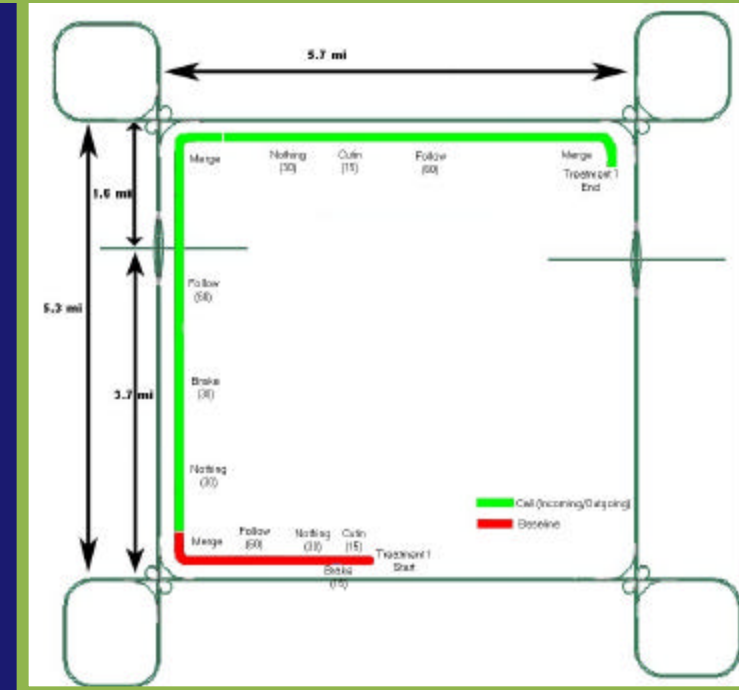 5.7 mi
Merge
Nothing
(30)
Cutin
(15)
Follow
(60)
Merge
Treatment 1
End
1.6 mi
5.3 mi
3.7 mi
Follow
(60)
Brake
(30)
Nothing
(30)
Call (Incoming/Outgoing)
Baseline
Merge
Follow
(60)
Nothing
(30)
Cutin
(15)
Treatment 1
Start
Brake
(15)